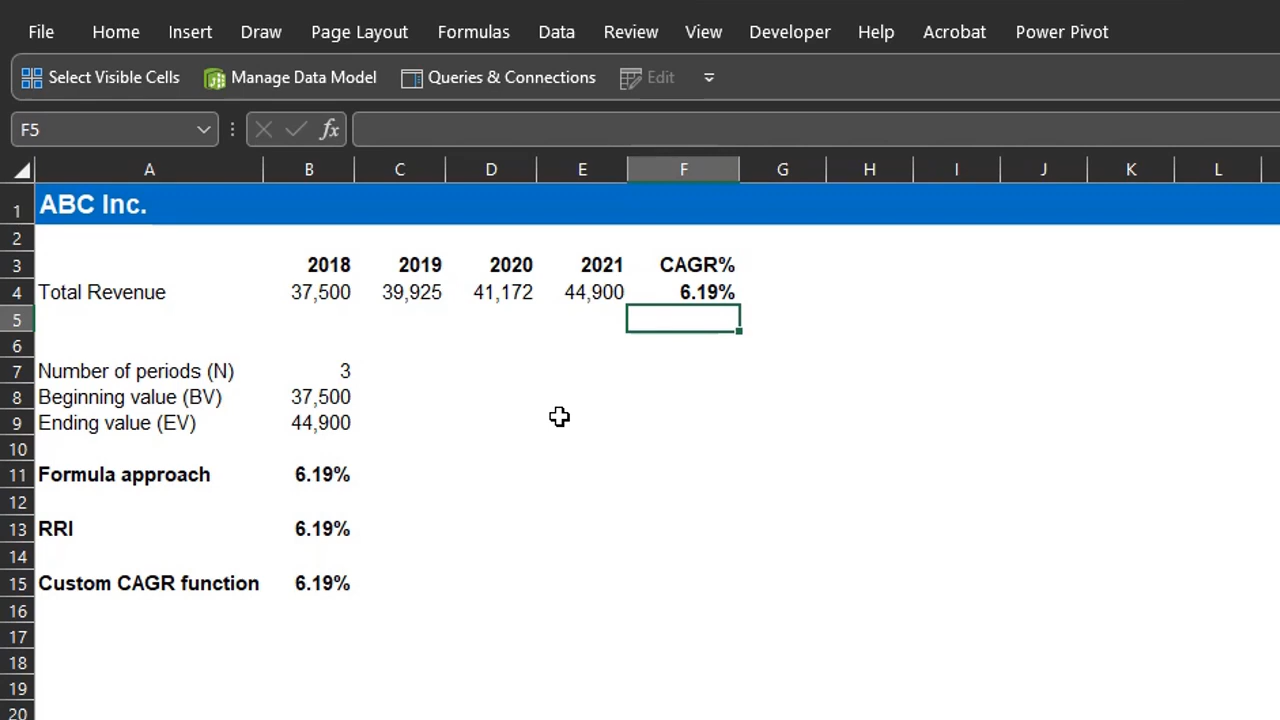 File Home Insert Draw Page Layout Formulas Data Review View Developer Help Acrobat Power Pivot
Select Visible Cells Manage Data Model Queries & Connections Edit
F5 fx
A B C D E F G H I J K L
1 ABC Inc.
2
3 2018 2019 2020 2021 CAGR%
4 Total Revenue 37,500 39,925 41,172 44,900 6.19%
5
6
7 Number of periods (N) 3
8 Beginning value (BV) 37,500
9 Ending value (EV) 44,900
10
11 Formula approach 6.19%
12
13 RRI 6.19%
14
15 Custom CAGR function 6.19%
16
17
18
19
20